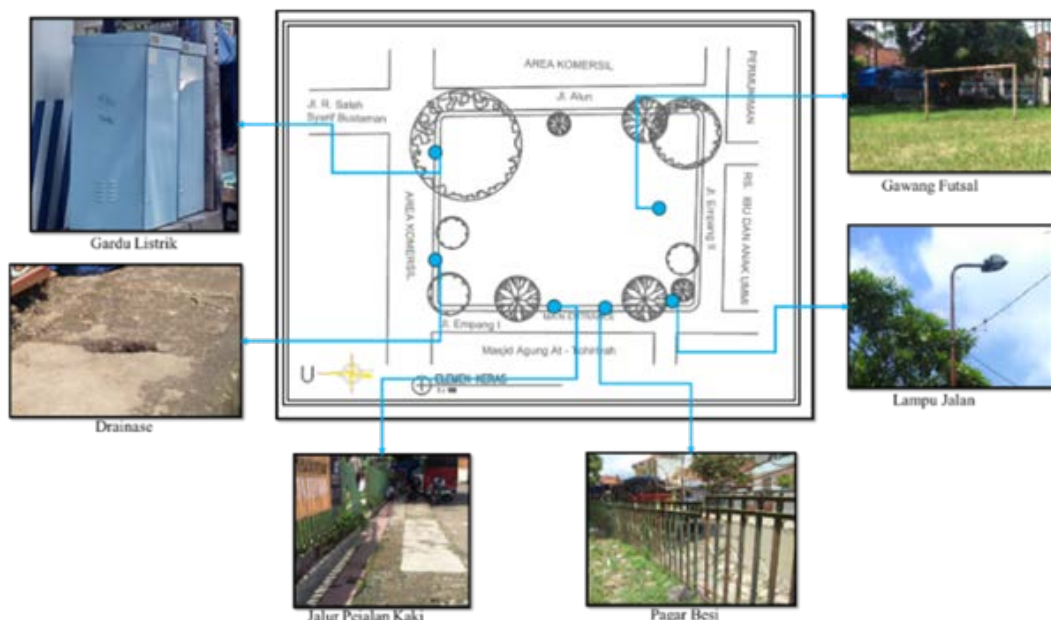 AREA KOMERSIL
Jl. Alun
PERMUKIMAN
Jl. R. Saleh
Syarif Bustaman
AREA KOMERSIL
Jl. Empang II
RS. IBU DAN ANAK UMMI
MAIN ENTRANCE
Jl. Empang I
Masjid Agung At - Tohiriyah
U
ELEMEN KERAS
Gardu Listrik
Gawang Futsal
Drainase
Lampu Jalan
Jalur Pejalan Kaki
Pagar Besi